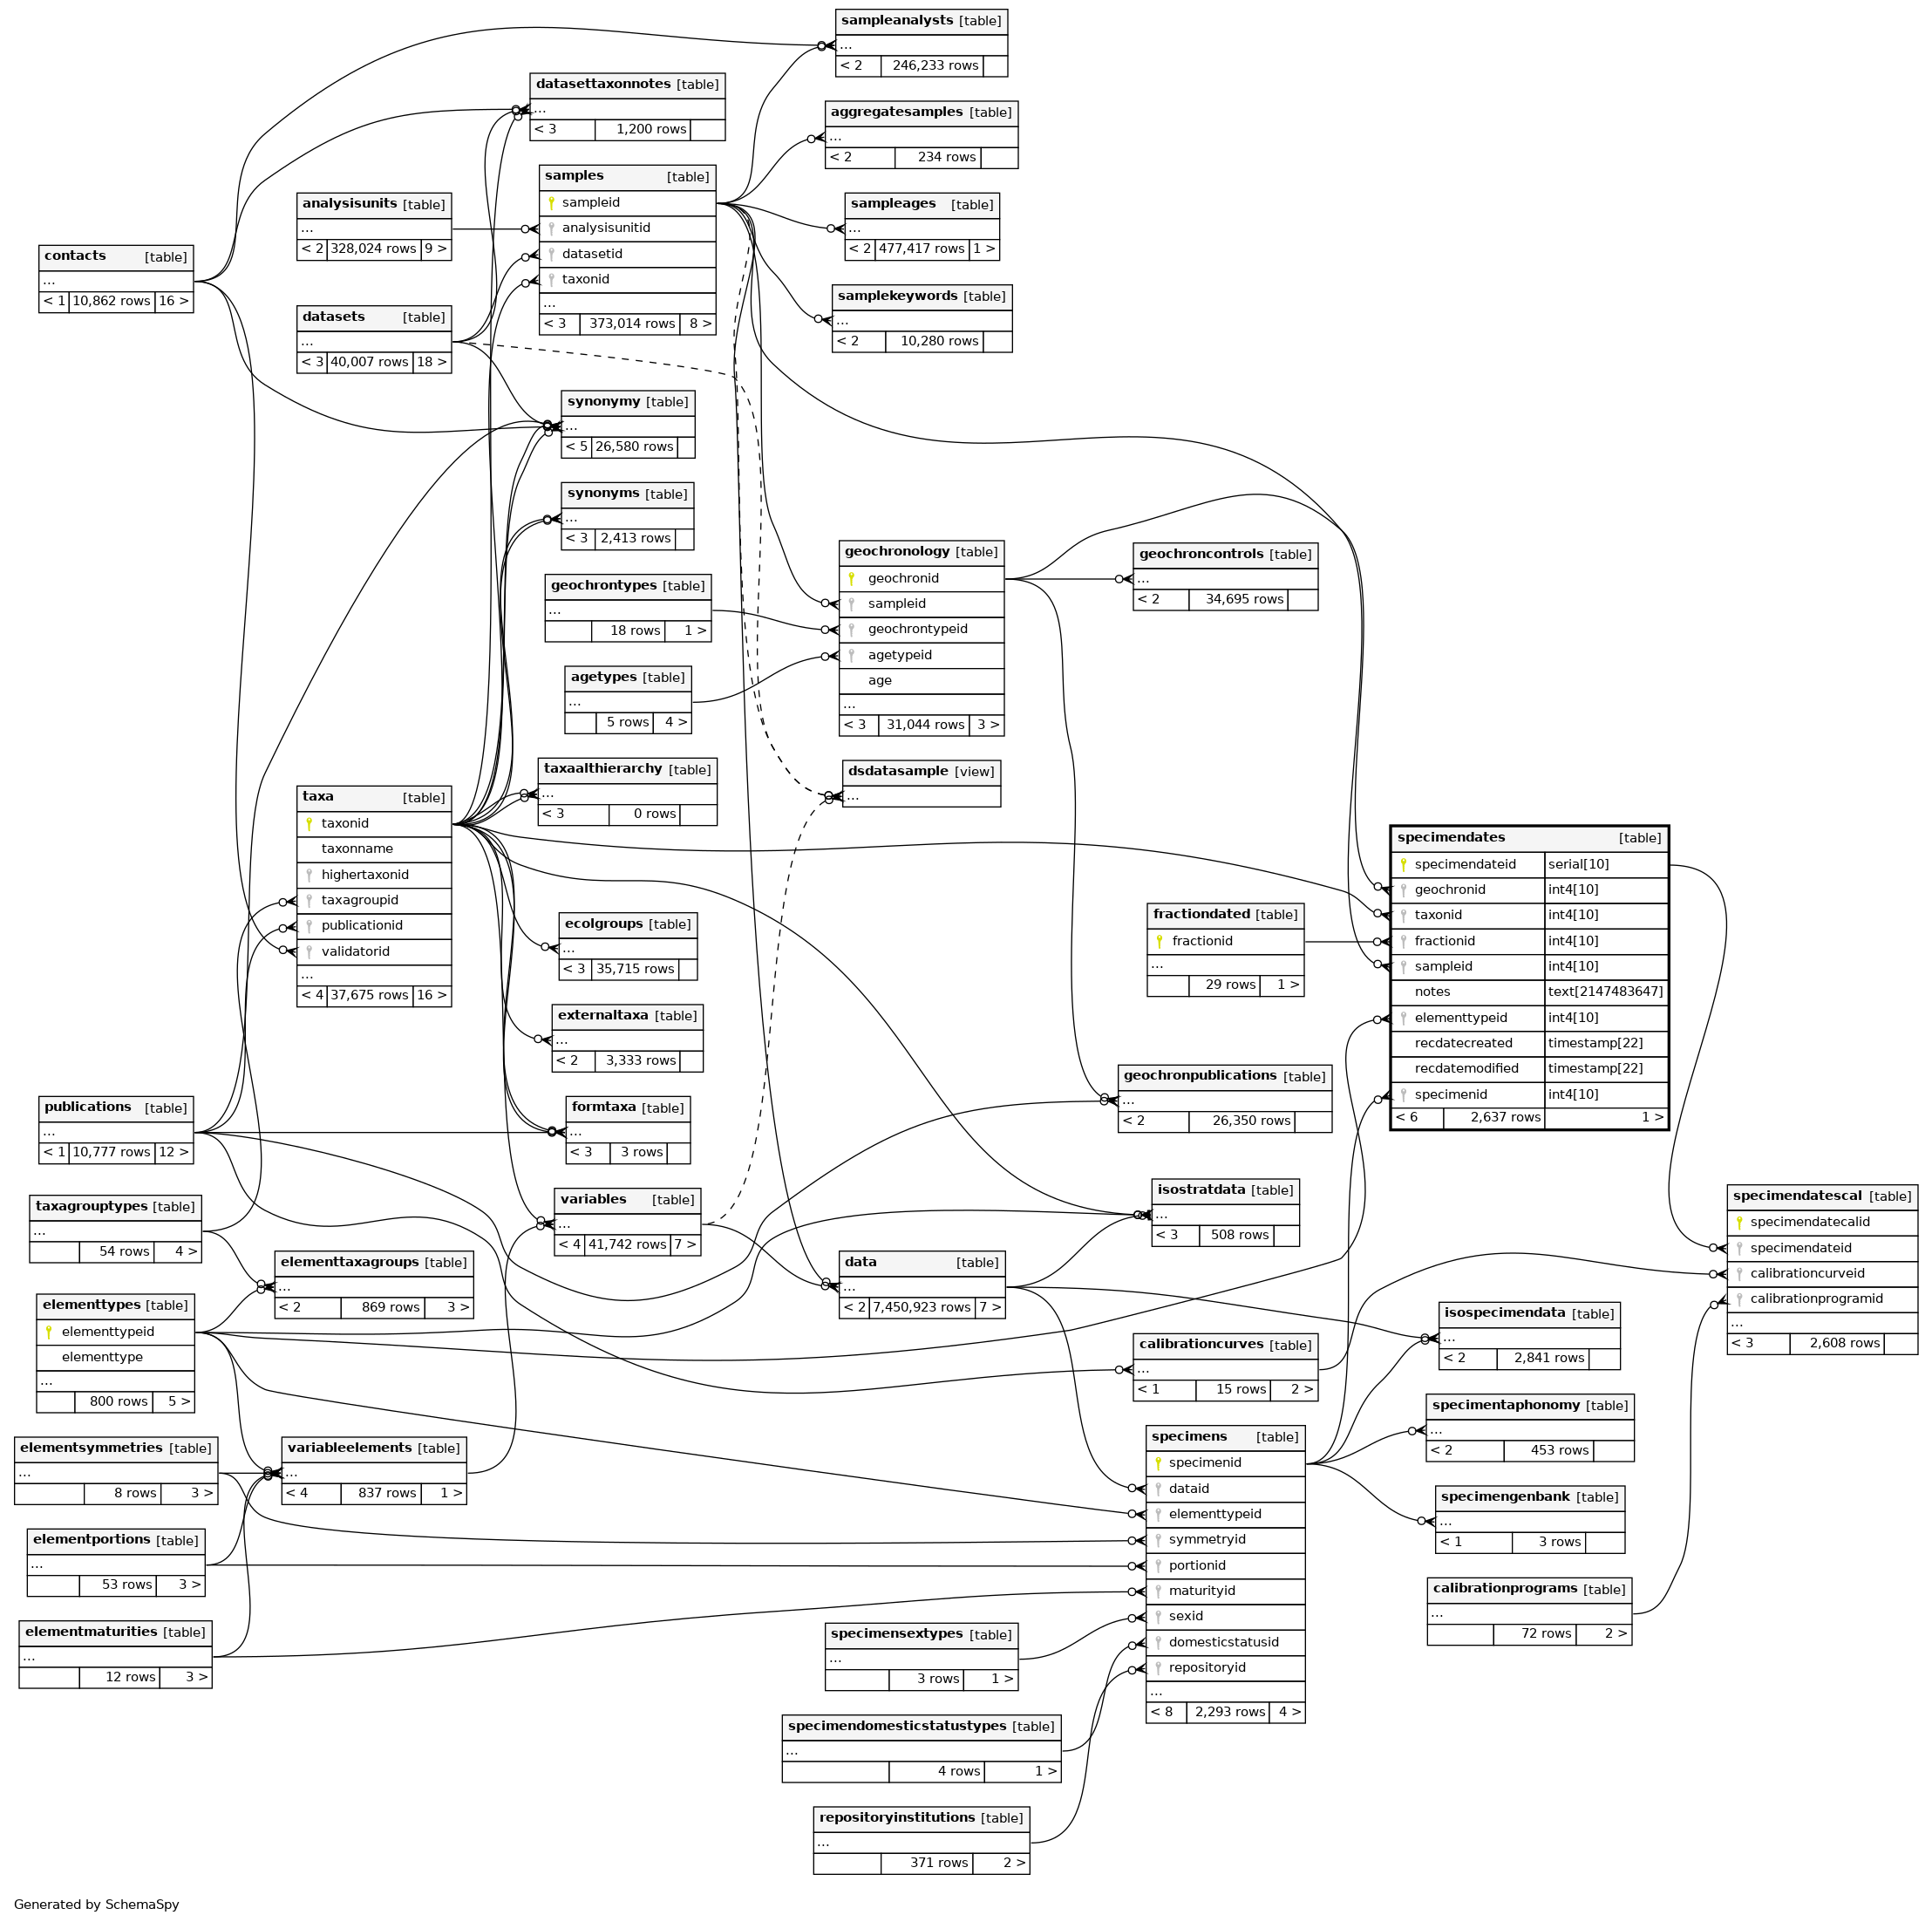 sampleanalysts [table]
...
< 2 246,233 rows
datasettaxonnotes [table]
...
< 3 1,200 rows
aggregatesamples [table]
...
< 2 234 rows
samples [table]
sampleid
analysisunitid
datasetid
taxonid
...
< 3 373,014 rows 8 >
analysisunits [table]
...
< 2 328,024 rows 9 >
sampleages [table]
...
< 2 477,417 rows 1 >
contacts [table]
...
< 1 10,862 rows 16 >
samplekeywords [table]
...
< 2 10,280 rows
datasets [table]
...
< 3 40,007 rows 18 >
synonymy [table]
...
< 5 26,580 rows
synonyms [table]
...
< 3 2,413 rows
geochronology [table]
geochronid
sampleid
geochrontypeid
agetypeid
age
...
< 3 31,044 rows 3 >
geochroncontrols [table]
...
< 2 34,695 rows
geochrontypes [table]
...
18 rows 1 >
agetypes [table]
...
5 rows 4 >
taxaalthierarchy [table]
...
< 3 0 rows
dsdatasample [view]
...
taxa [table]
taxonid
taxonname
highertaxonid
taxagroupid
publicationid
validatorid
...
< 4 37,675 rows 16 >
specimendates [table]
specimendateid serial[10]
geochronid int4[10]
taxonid int4[10]
fractionid int4[10]
sampleid int4[10]
notes text[2147483647]
elementtypeid int4[10]
recdatecreated timestamp[22]
recdatemodified timestamp[22]
specimenid int4[10]
< 6 2,637 rows 1 >
fractiondated [table]
fractionid
...
29 rows 1 >
ecolgroups [table]
...
< 3 35,715 rows
externaltaxa [table]
...
< 2 3,333 rows
geochronpublications [table]
...
< 2 26,350 rows
publications [table]
...
< 1 10,777 rows 12 >
formtaxa [table]
...
< 3 3 rows
isostratdata [table]
...
< 3 508 rows
specimendatescal [table]
specimendatecalid
specimendateid
calibrationcurveid
calibrationprogramid
...
< 3 2,608 rows
variables [table]
...
< 4 41,742 rows 7 >
taxagrouptypes [table]
...
54 rows 4 >
elementtaxagroups [table]
...
< 2 869 rows 3 >
data [table]
...
< 2 7,450,923 rows 7 >
elementtypes [table]
elementtypeid
elementtype
...
800 rows 5 >
isospecimendata [table]
...
< 2 2,841 rows
calibrationcurves [table]
...
< 1 15 rows 2 >
specimentaphonomy [table]
...
< 2 453 rows
specimens [table]
specimenid
dataid
elementtypeid
symmetryid
portionid
maturityid
sexid
domesticstatusid
repositoryid
...
< 8 2,293 rows 4 >
elementsymmetries [table]
...
8 rows 3 >
variableelements [table]
...
< 4 837 rows 1 >
specimengenbank [table]
...
< 1 3 rows
elementportions [table]
...
53 rows 3 >
calibrationprograms [table]
...
72 rows 2 >
elementmaturities [table]
...
12 rows 3 >
specimensextypes [table]
...
3 rows 1 >
specimendomesticstatustypes [table]
...
4 rows 1 >
repositoryinstitutions [table]
...
371 rows 2 >
Generated by SchemaSpy